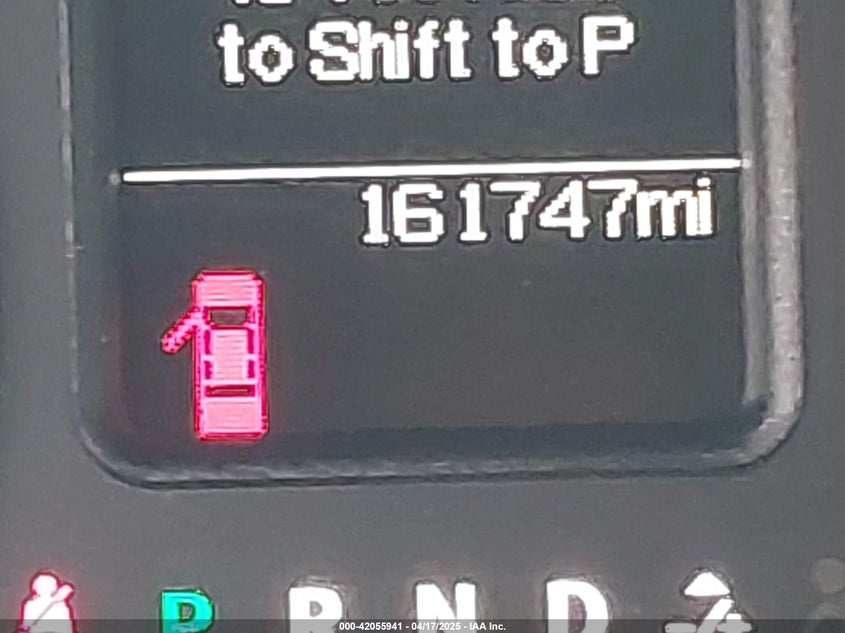 to Shift to P
161747mi
P R N D
000-42055941 - 04/17/2025 - IAA Inc.